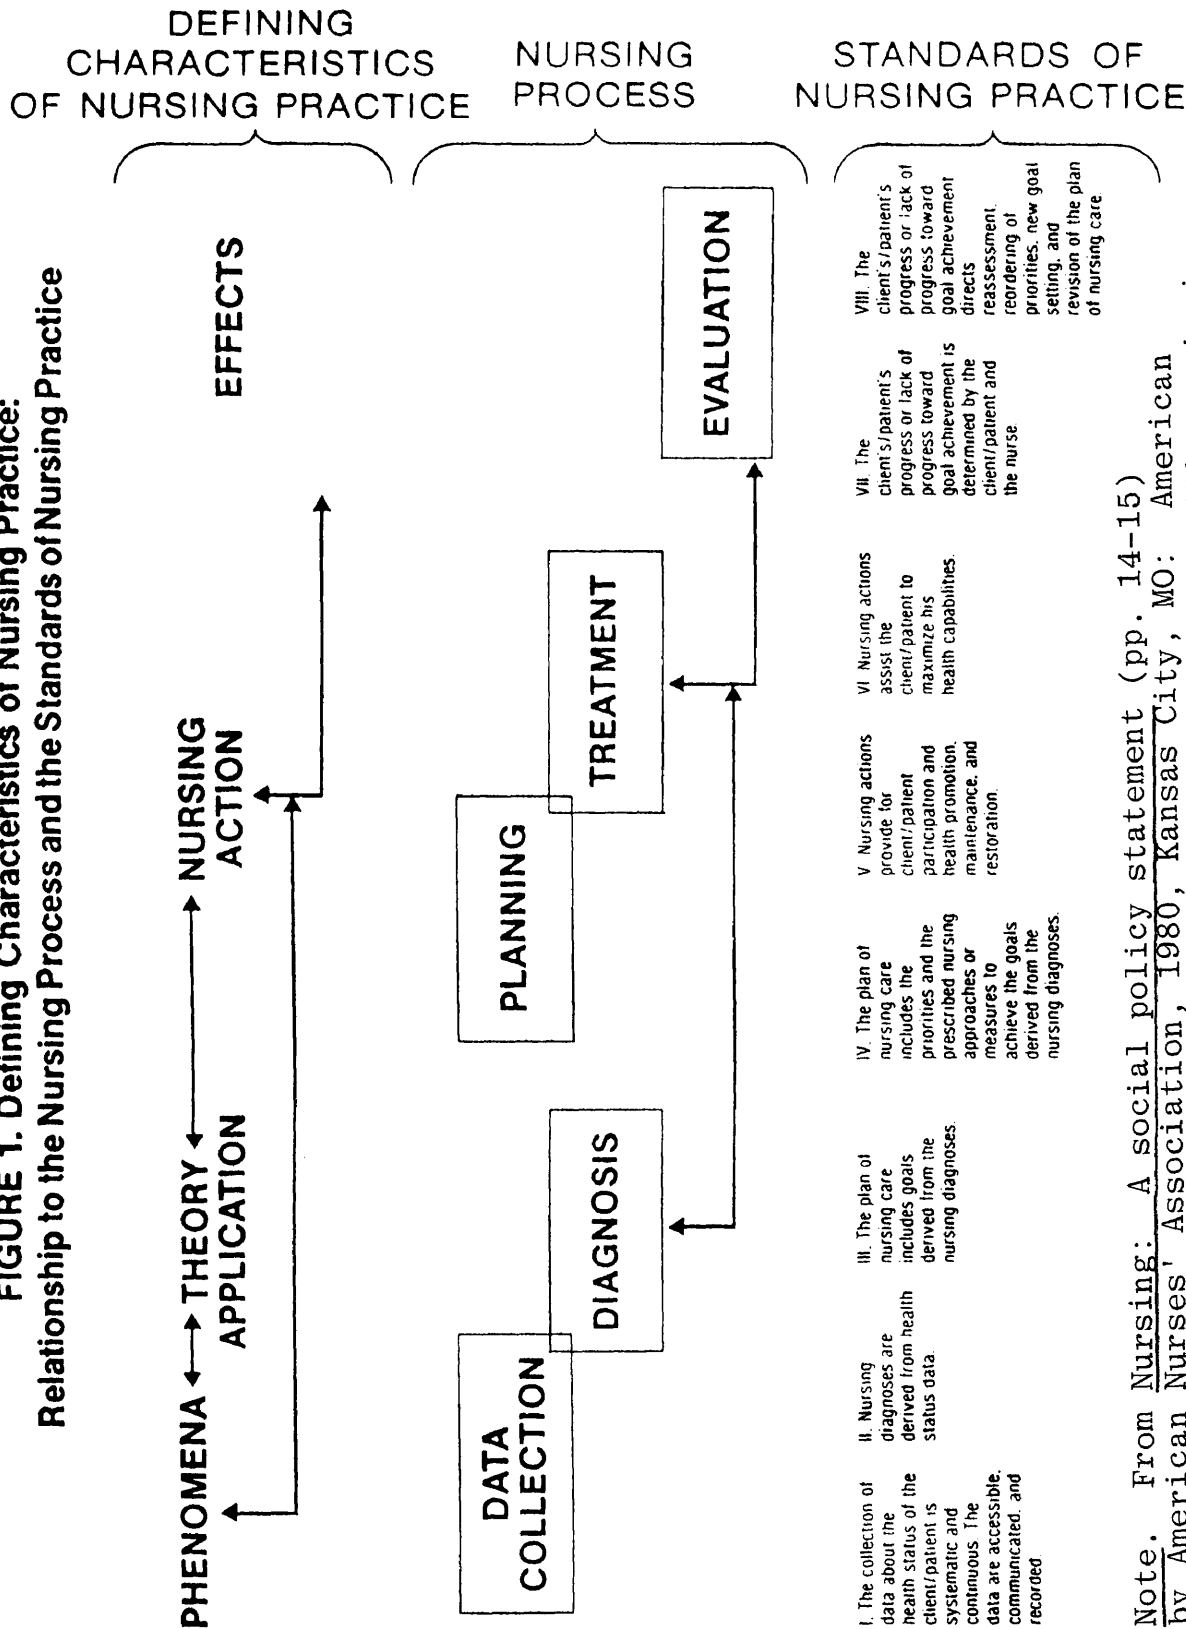 FIGURE 1. Defining Characteristics of Nursing Practice:
Relationship to the Nursing Process and the Standards of Nursing Practice
DEFINING
CHARACTERISTICS
OF NURSING PRACTICE
PHENOMENA
THEORY
APPLICATION
NURSING
ACTION
EFFECTS
NURSING
PROCESS
DATA
COLLECTION
DIAGNOSIS
PLANNING
TREATMENT
EVALUATION
STANDARDS OF
NURSING PRACTICE
I. The collection of
data about the
health status of the
client/patient is
systematic and
continuous. The
data are accessible,
communicated, and
recorded.
II. Nursing
diagnoses are
derived from health
status data.
III. The plan of
nursing care
includes goals
derived from the
nursing diagnoses.
IV. The plan of
nursing care
includes the
priorities and the
prescribed nursing
approaches or
measures to
achieve the goals
derived from the
nursing diagnoses.
V Nursing actions
provide for
client/patient
participation and
health promotion,
maintenance, and
restoration.
VI Nursing actions
assist the
client/patient to
maximize his
health capabilities.
VII. The
client's/patient's
progress or lack of
progress toward
goal achievement is
determined by the
client/patient and
the nurse.
VIII. The
client's/patient's
progress or lack of
progress toward
goal achievement
directs
reassessment,
reordering of
priorities, new goal
setting, and
revision of the plan
of nursing care
Note. From Nursing: A social policy statement (pp. 14-15)
by American Nurses' Association, 1980, Kansas City, MO: American